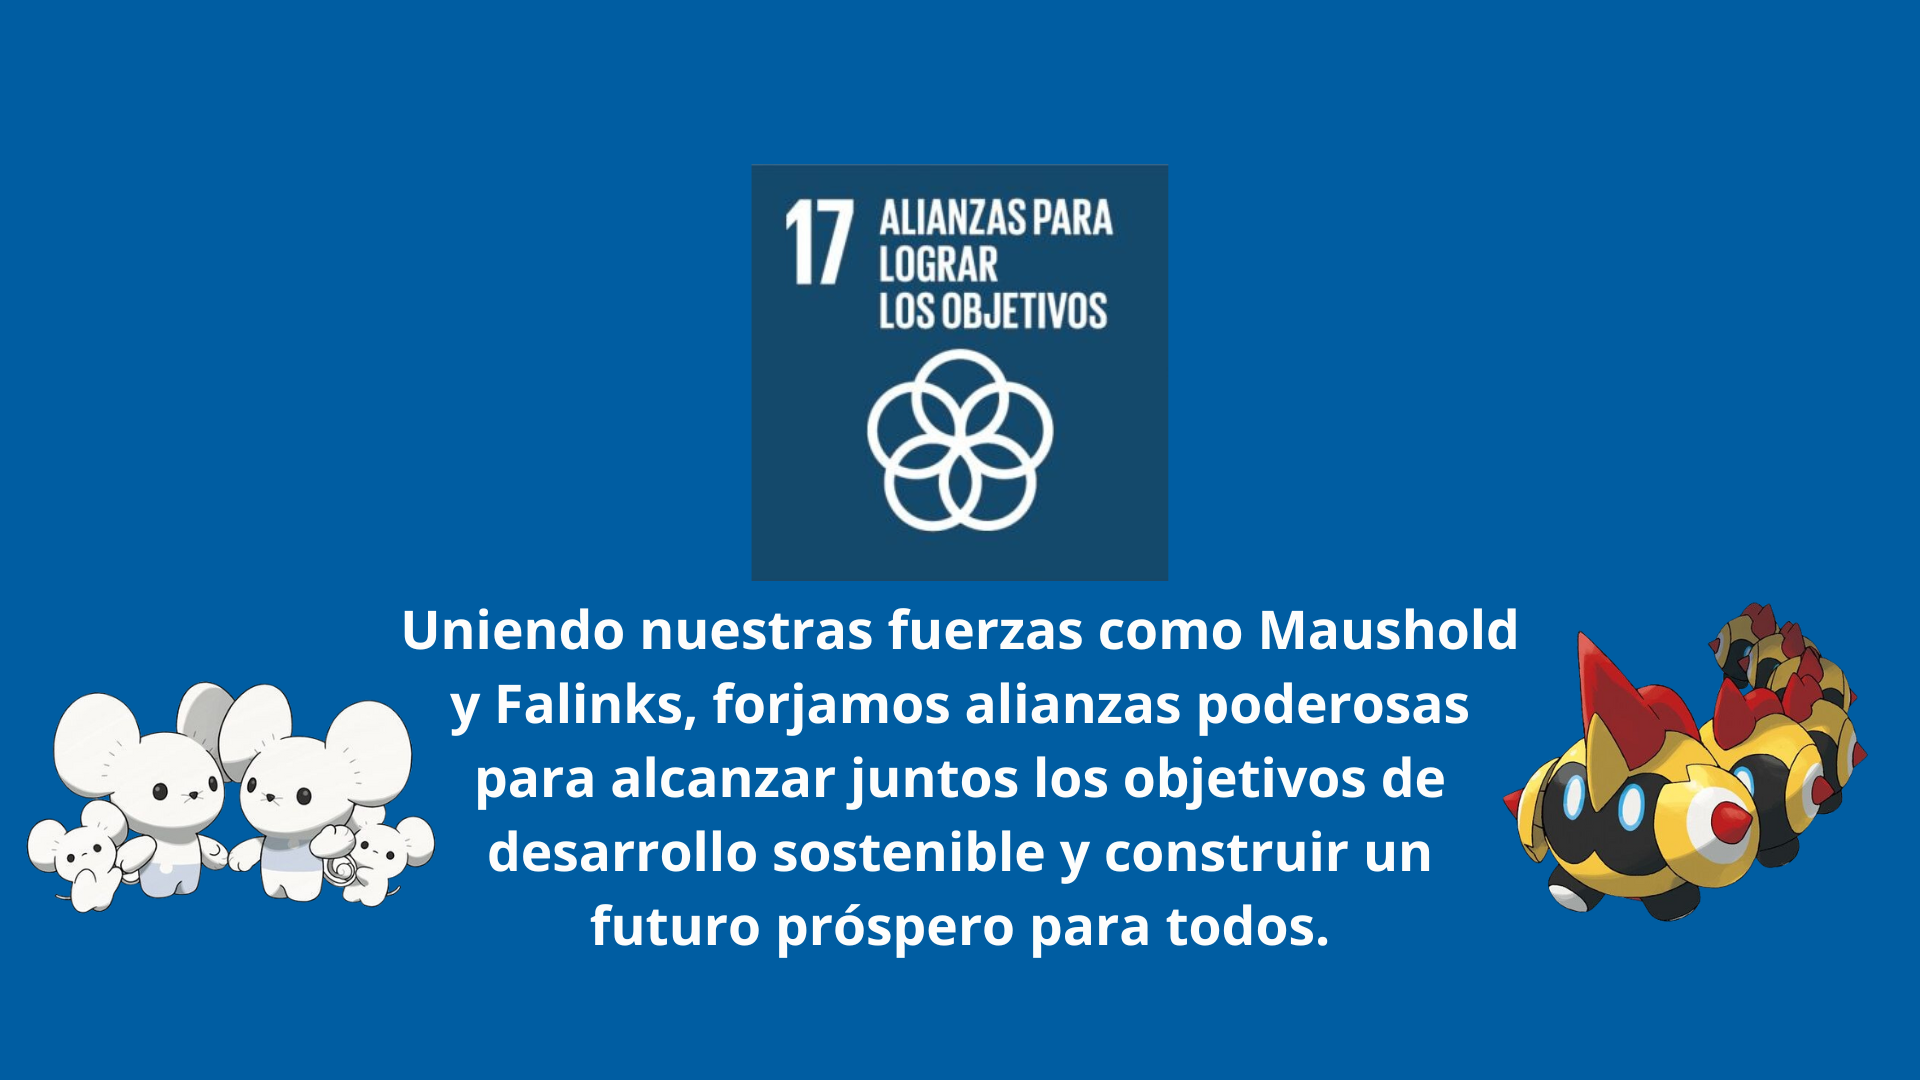 17
ALIANZAS PARA
LOGRAR
LOS OBJETIVOS
Uniendo nuestras fuerzas como Maushold
y Falinks, forjamos alianzas poderosas
para alcanzar juntos los objetivos de
desarrollo sostenible y construir un
futuro próspero para todos.